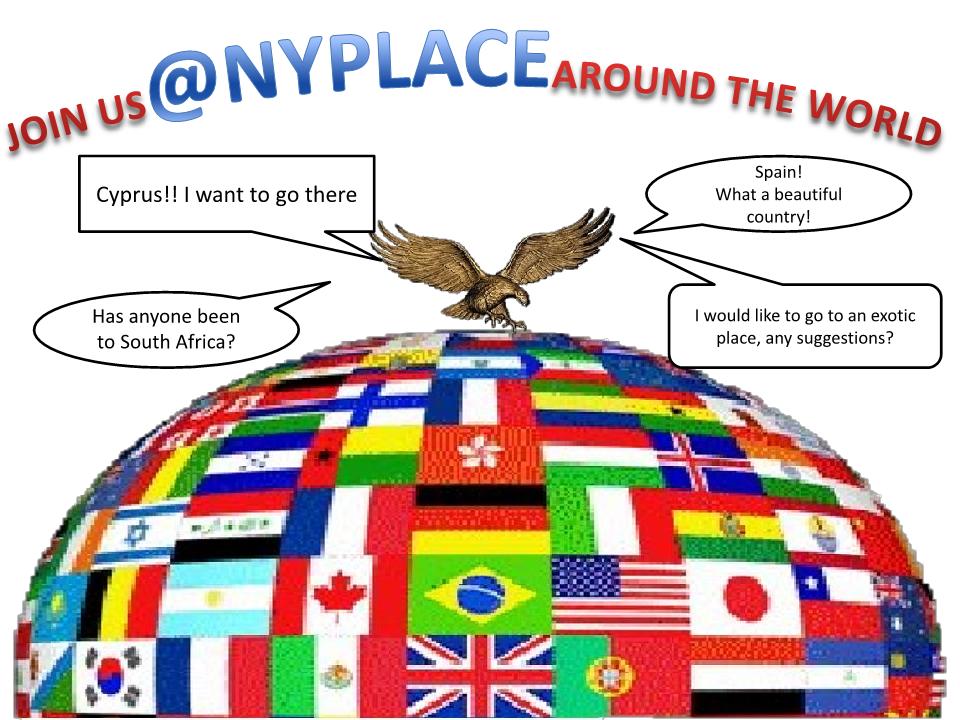 JOIN US @NYPLACE AROUND THE WORLD
Cyprus!! I want to go there
Spain!
What a beautiful
country!
Has anyone been
to South Africa?
I would like to go to an exotic
place, any suggestions?